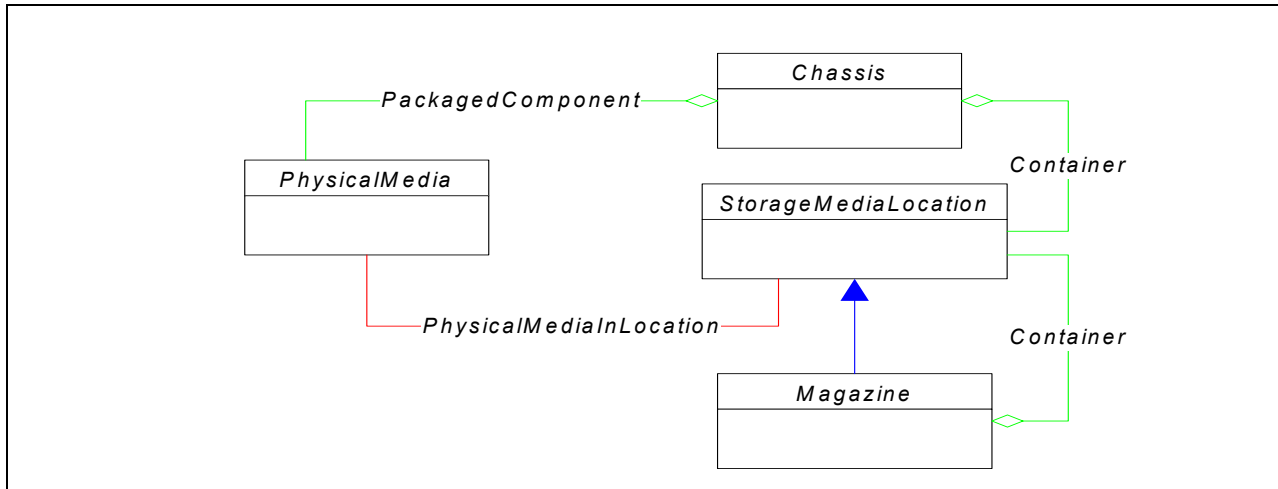 Chassis
PackagedComponent
Container
PhysicalMedia
StorageMediaLocation
PhysicalMediaInLocation
Container
Magazine